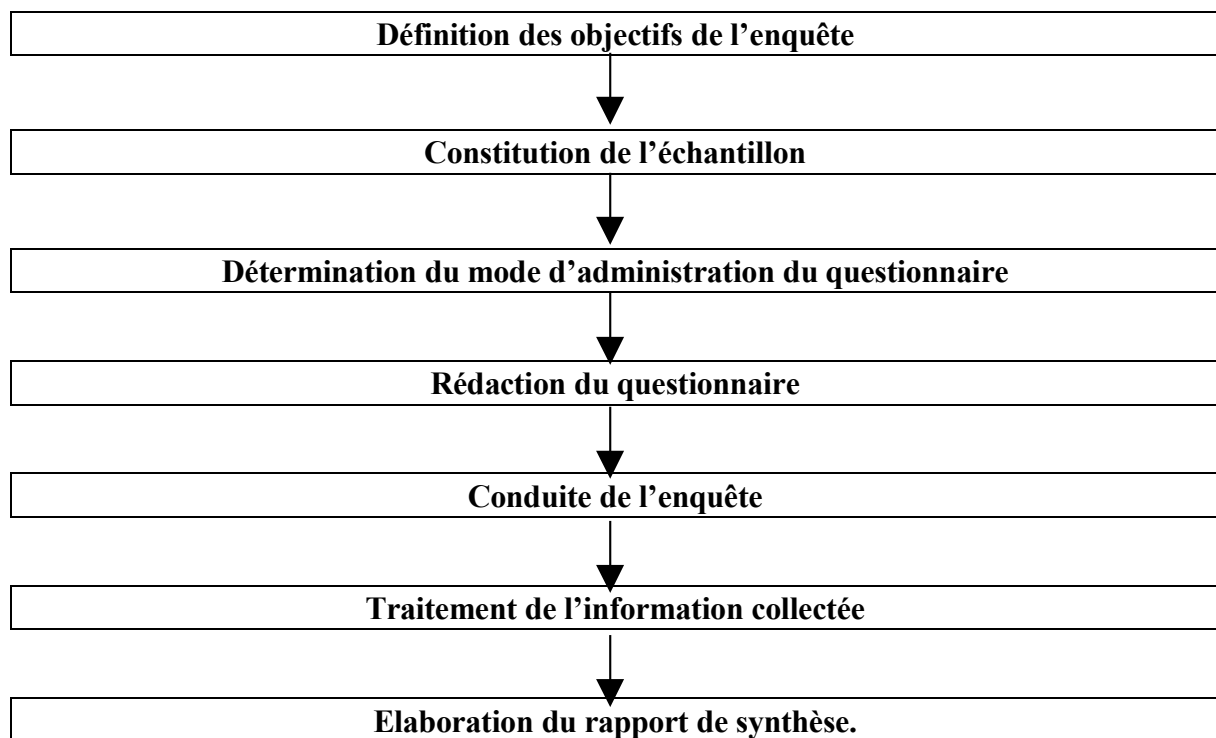 Définition des objectifs de l’enquête
Constitution de l’échantillon
Détermination du mode d’administration du questionnaire
Rédaction du questionnaire
Conduite de l’enquête
Traitement de l’information collectée
Elaboration du rapport de synthèse.